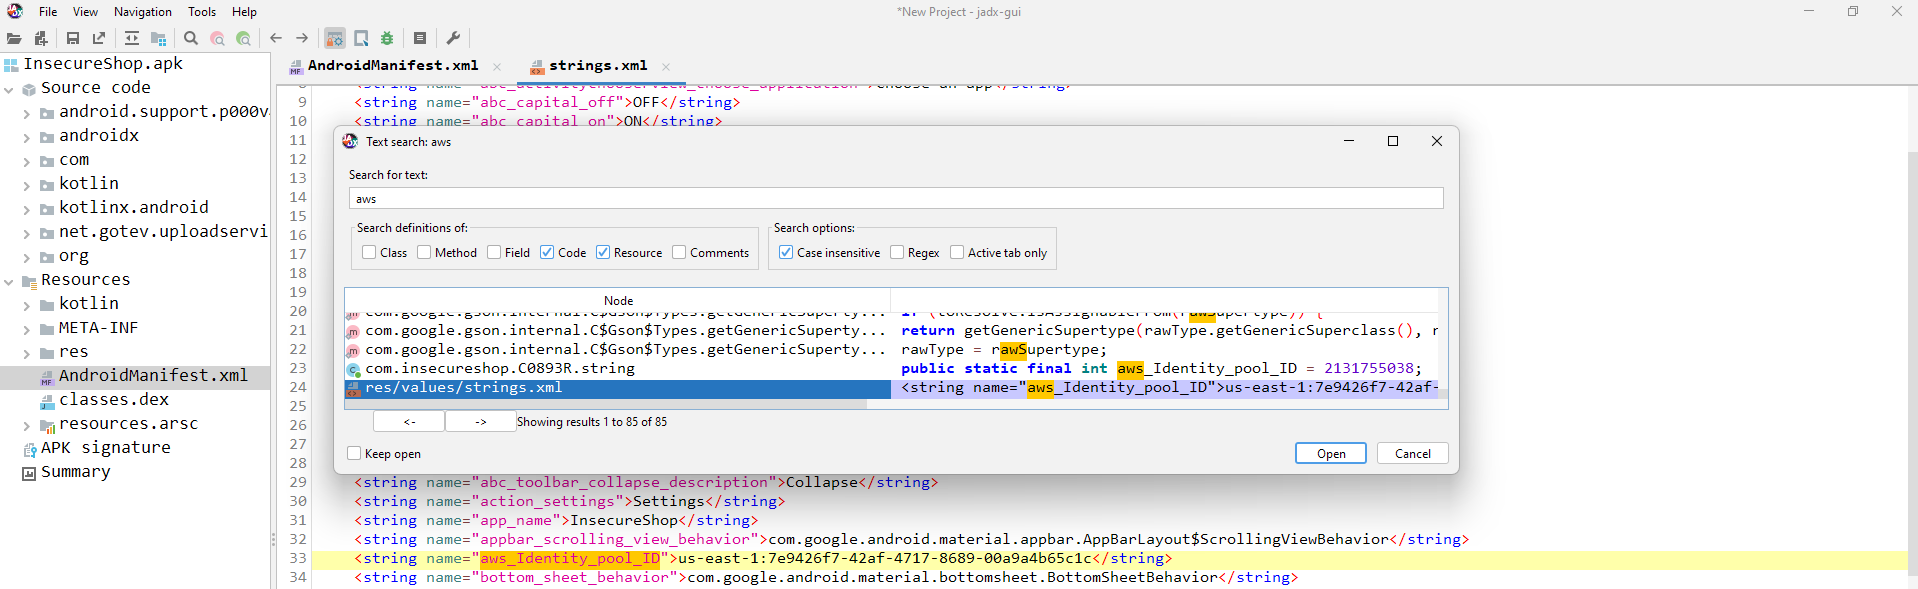 File View Navigation Tools Help
*New Project - jadx-gui
InsecureShop.apk
Source code
android.support.p000v
androidx
com
kotlin
kotlinx.android
net.gotev.uploadservi
org
Resources
kotlin
META-INF
res
AndroidManifest.xml
classes.dex
resources.arsc
APK signature
Summary
AndroidManifest.xml
strings.xml
9 <string name="abc_capital_off">OFF</string>
10 <string name="abc_capital_on">ON</string>
11
12
13
14
15
16
17
18
19
20
21
22
23
24
25
26
27
28
Text search: aws
Search for text:
aws
Search definitions of:
Class Method Field Code Resource Comments
Search options:
Case insensitive Regex Active tab only
Node
if (toResolve.isAssignableFrom(rawSupertype)) {
com.google.gson.internal.C$Gson$Types.getGenericSuperty... return getGenericSupertype(rawType.getGenericSuperclass(), r
com.google.gson.internal.C$Gson$Types.getGenericSuperty... rawType = rawSupertype;
com.insecureshop.C0893R.string public static final int aws_Identity_pool_ID = 2131755038;
res/values/strings.xml <string name="aws_Identity_pool_ID">us-east-1:7e9426f7-42af-
<- -> Showing results 1 to 85 of 85
Keep open
Open Cancel
29 <string name="abc_toolbar_collapse_description">Collapse</string>
30 <string name="action_settings">Settings</string>
31 <string name="app_name">InsecureShop</string>
32 <string name="appbar_scrolling_view_behavior">com.google.android.material.appbar.AppBarLayout$ScrollingViewBehavior</string>
33 <string name="aws_Identity_pool_ID">us-east-1:7e9426f7-42af-4717-8689-00a9a4b65c1c</string>
34 <string name="bottom_sheet_behavior">com.google.android.material.bottomsheet.BottomSheetBehavior</string>